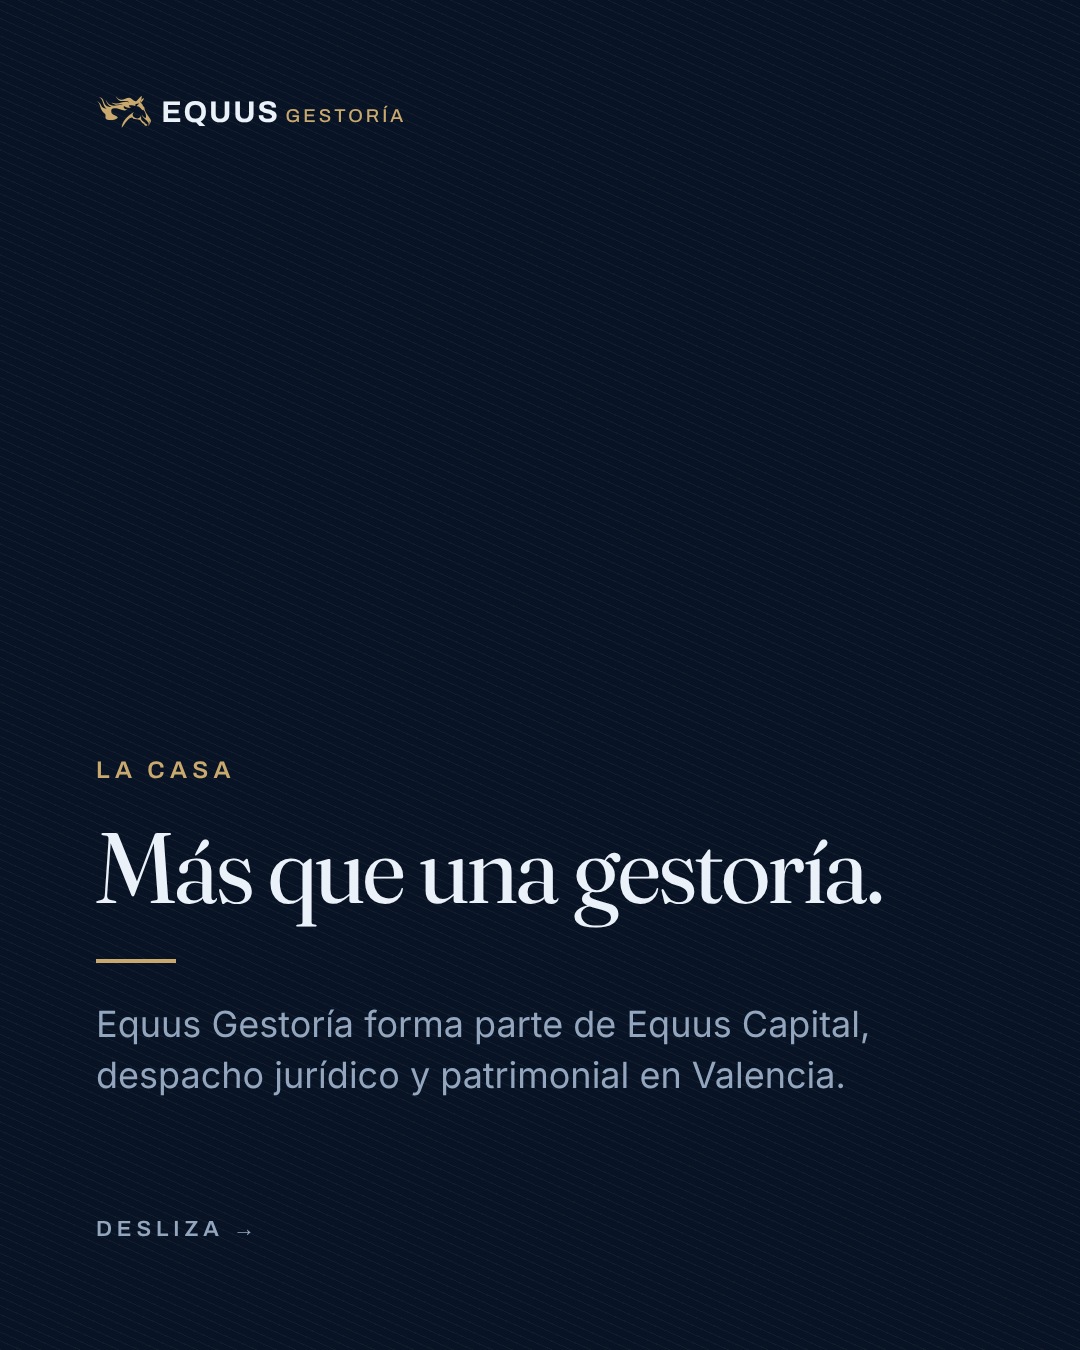 EQUUS GESTORÍA
LA CASA
Más que una gestoría.
Equus Gestoría forma parte de Equus Capital,
despacho jurídico y patrimonial en Valencia.
DESLIZA →